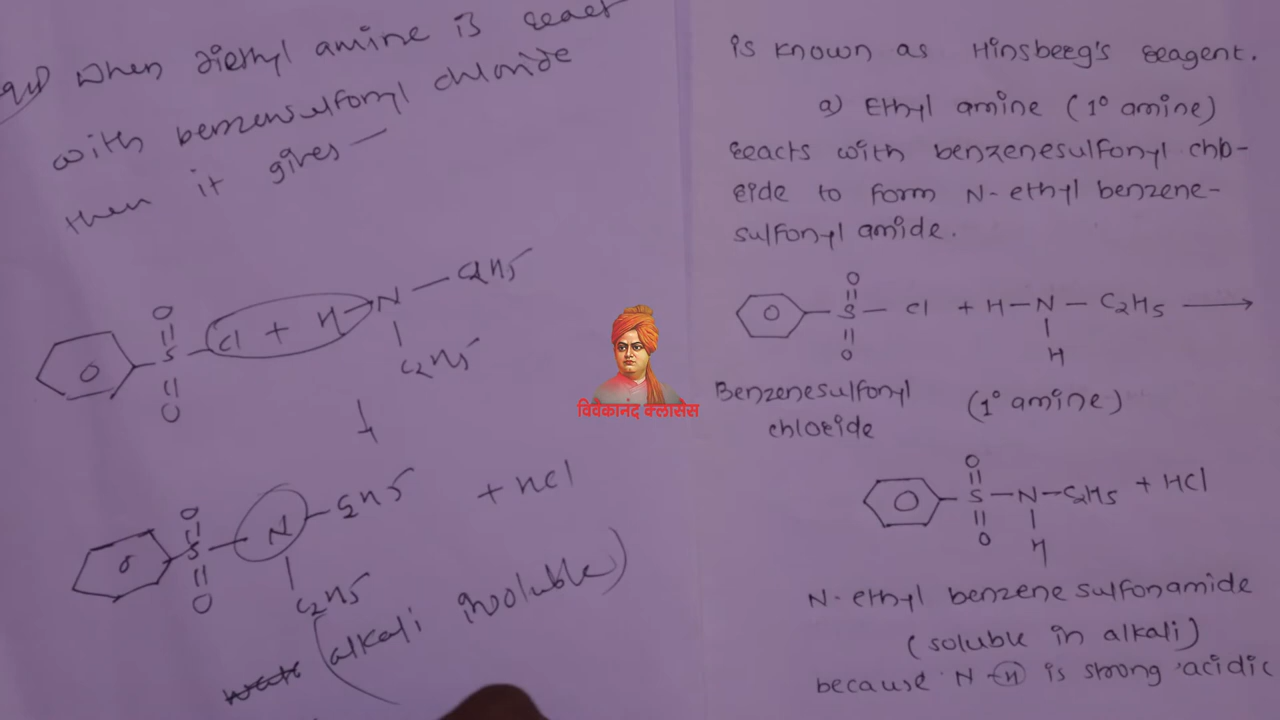 When diethyl amine is react
with benzensulfonyl chloride
then it gives —
O
S
Cl + H
N
C2H5
O
C2H5
O
S
N
C2H5
+ HCl
O
C2H5
(alkali insoluble)
is known as Hinsberg's reagent.
a) Ethyl amine (1° amine)
reacts with benzenesulfonyl chlo-
ride to form N-ethyl benzene-
sulfonyl amide.
O
S — Cl + H — N — C2H5 →
O
H
Benzenesulfonyl
chloride
(1° amine)
O
S — N — C2H5 + HCl
O
H
N-ethyl benzene sulfonamide
(soluble in alkali)
because N-H is strong acidic
विवेकानंद क्लासेस